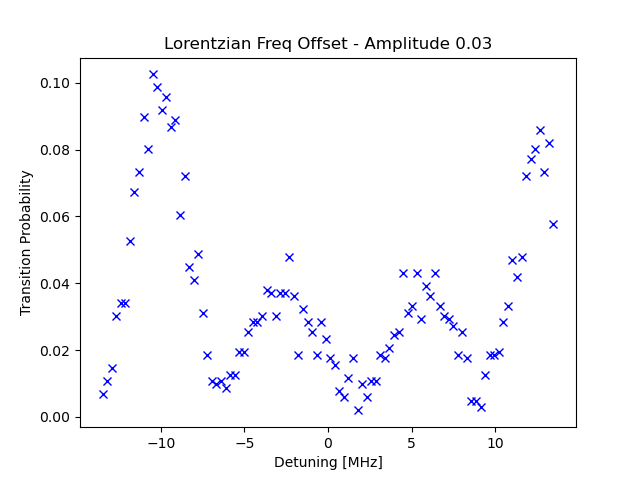 Lorentzian Freq Offset - Amplitude 0.03
Transition Probability
0.10
0.08
0.06
0.04
0.02
0.00
−10 −5 0 5 10
Detuning [MHz]